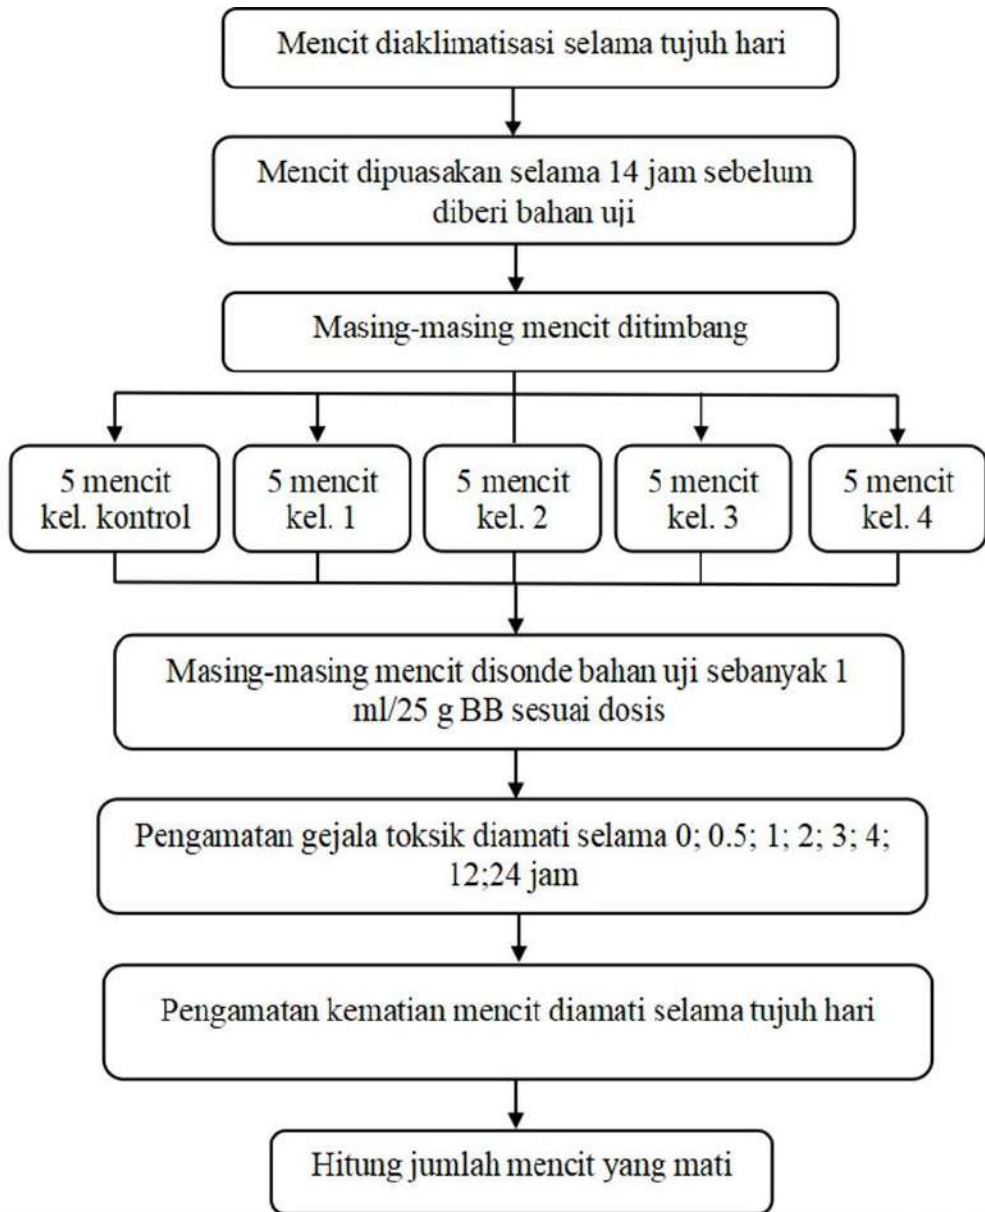 Mencit diaklimatisasi selama tujuh hari
Mencit dipuasakan selama 14 jam sebelum
diberi bahan uji
Masing-masing mencit ditimbang
5 mencit
kel. kontrol
5 mencit
kel. 1
5 mencit
kel. 2
5 mencit
kel. 3
5 mencit
kel. 4
Masing-masing mencit disonde bahan uji sebanyak 1
ml/25 g BB sesuai dosis
Pengamatan gejala toksik diamati selama 0; 0.5; 1; 2; 3; 4;
12;24 jam
Pengamatan kematian mencit diamati selama tujuh hari
Hitung jumlah mencit yang mati